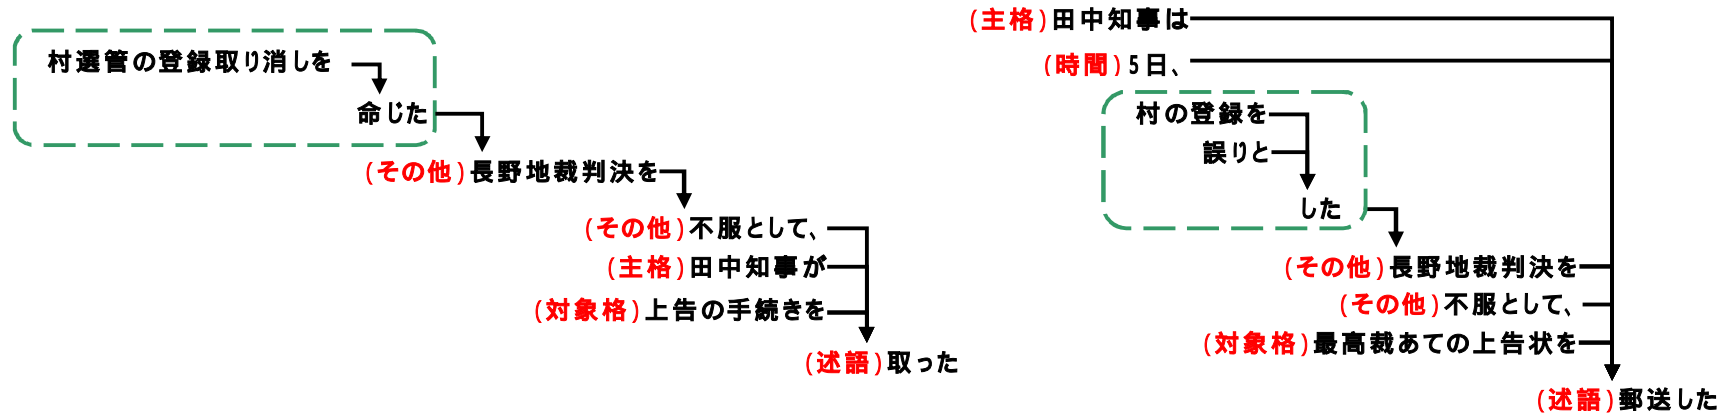 村選管の登録取り消しを
命じた
(その他)長野地裁判決を
(その他)不服として、
(主格)田中知事が
(対象格)上告の手続きを
(述語)取った
(主格)田中知事は
(時間)5日、
村の登録を
誤りと
した
(その他)長野地裁判決を
(その他)不服として、
(対象格)最高裁あての上告状を
(述語)郵送した